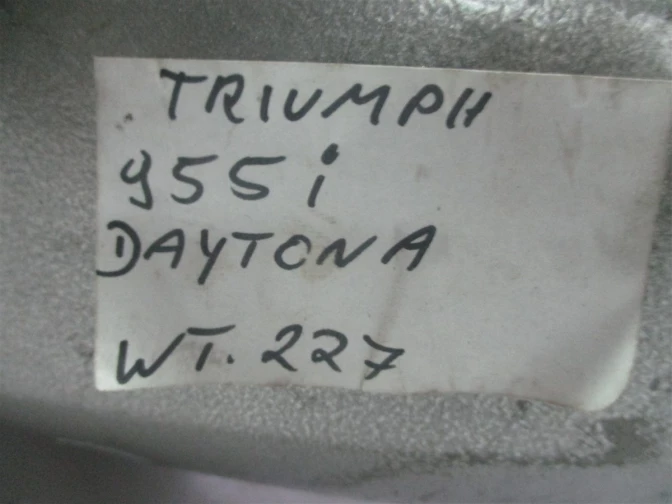 TRIUMPH
955i
DAYTONA
WT. 227